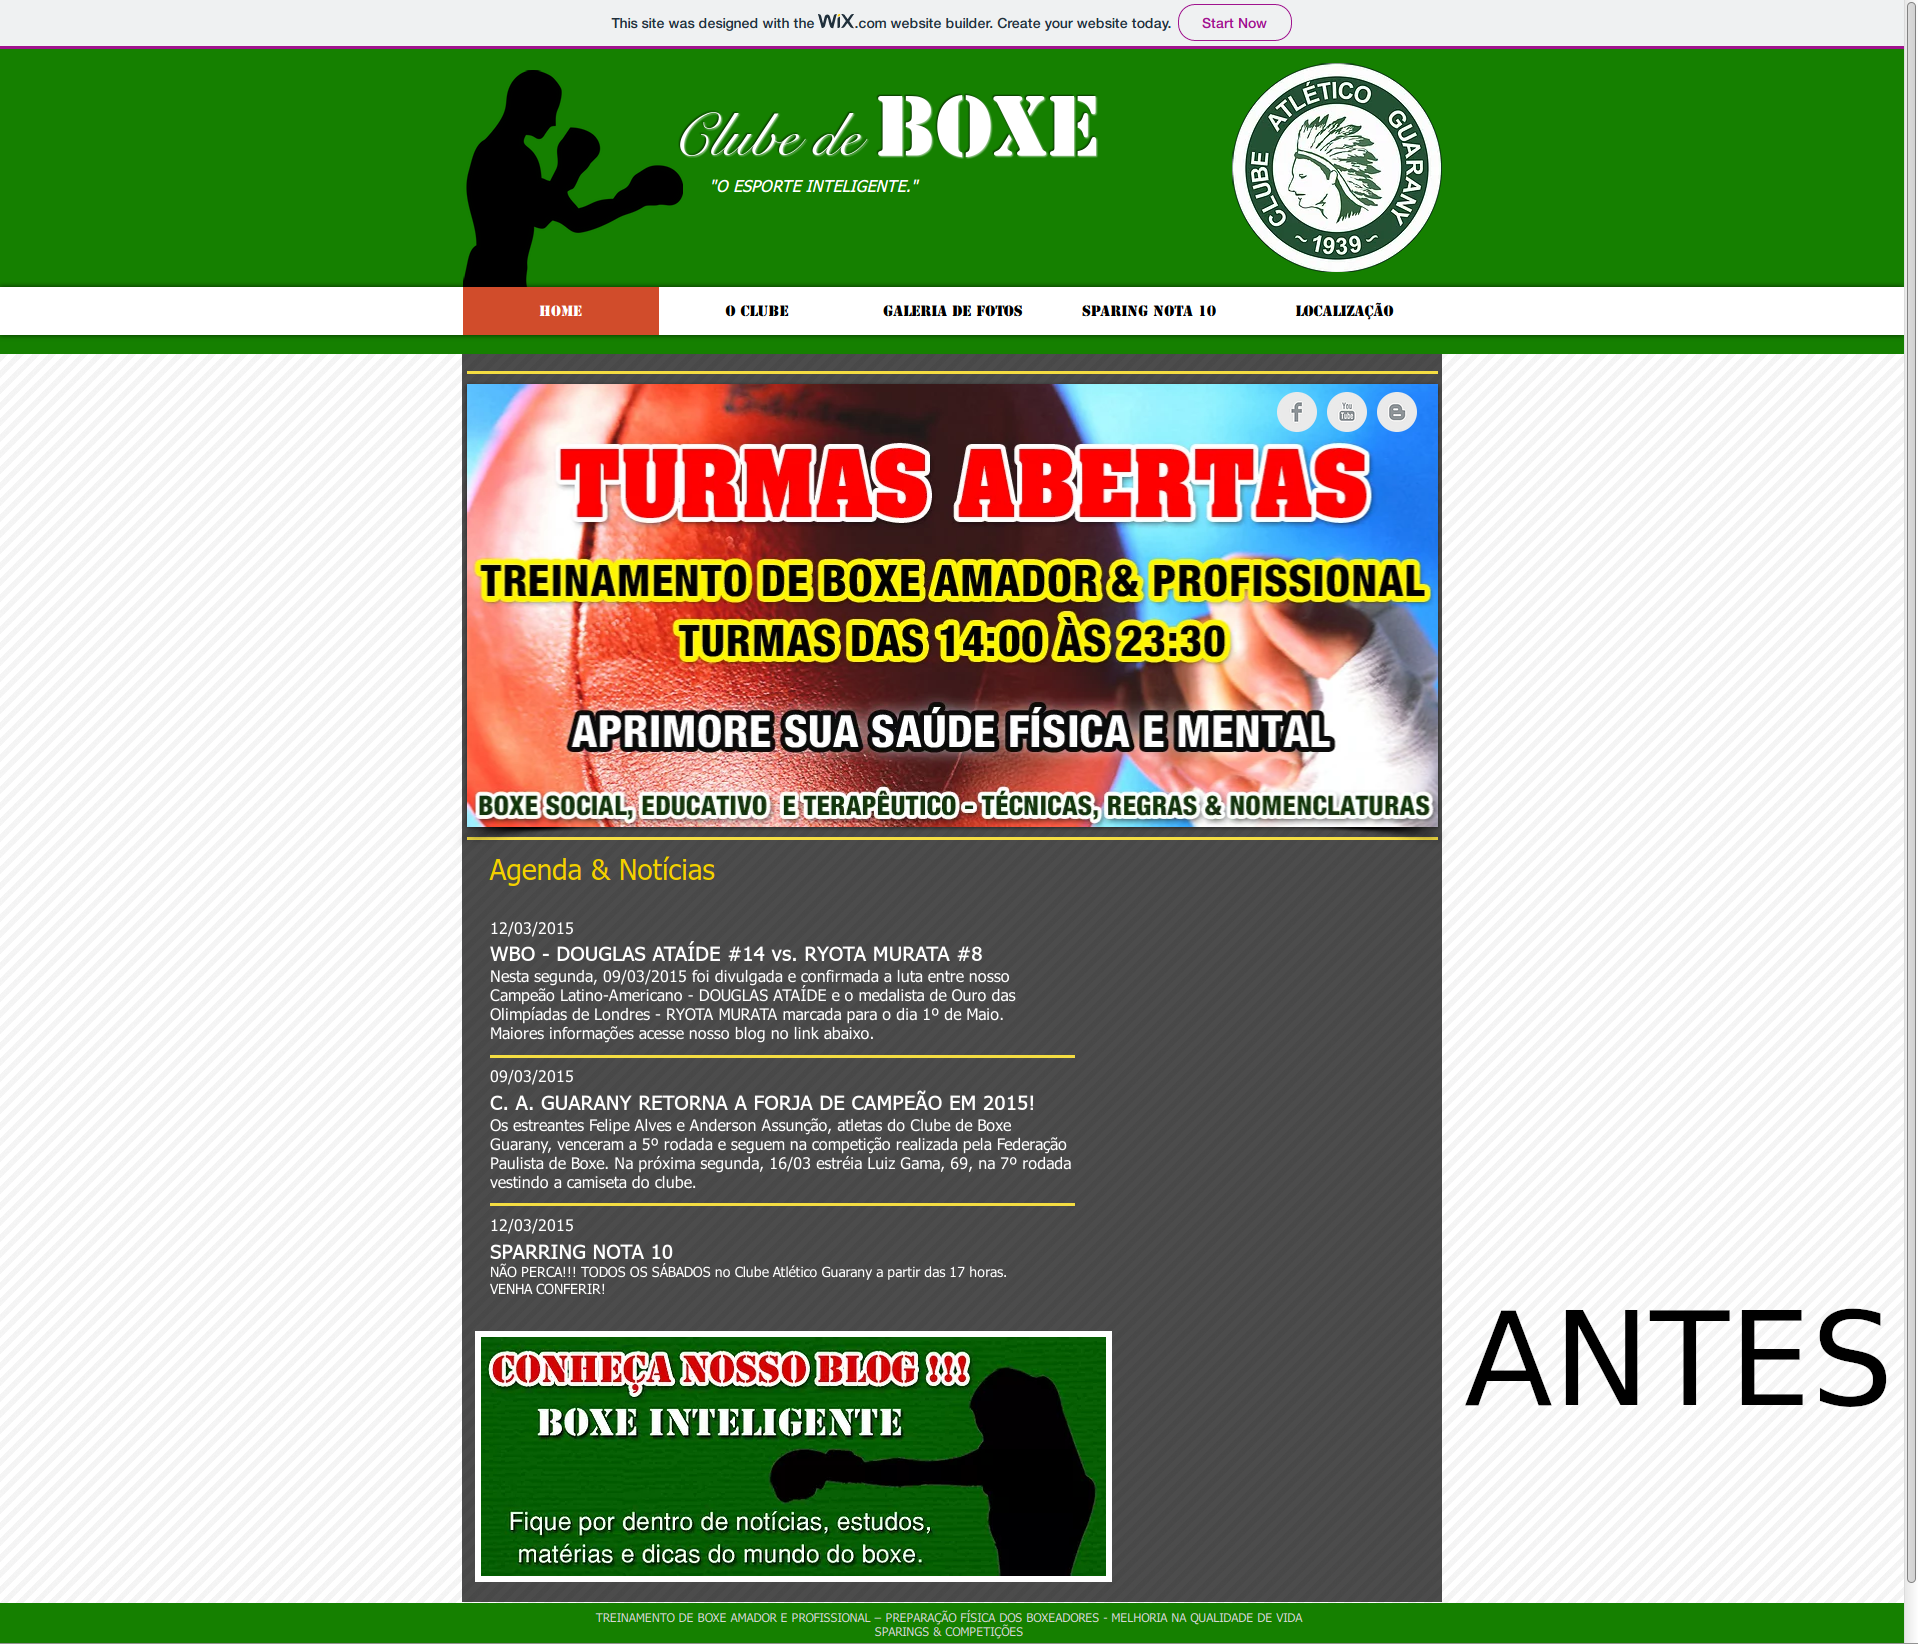 This site was designed with the WiX.com website builder. Create your website today. Start Now
Clube de BOXE
"O ESPORTE INTELIGENTE."
CLUBE ATLÉTICO GUARANY
~ 1939 ~
HOME O CLUBE GALERIA DE FOTOS SPARING NOTA 10 LOCALIZAÇÃO
f You Tube B
TURMAS ABERTAS
TREINAMENTO DE BOXE AMADOR & PROFISSIONAL
TURMAS DAS 14:00 ÀS 23:30
APRIMORE SUA SAÚDE FÍSICA E MENTAL
BOXE SOCIAL, EDUCATIVO E TERAPÊUTICO - TÉCNICAS, REGRAS & NOMENCLATURAS
Agenda & Notícias
12/03/2015
WBO - DOUGLAS ATAÍDE #14 vs. RYOTA MURATA #8
Nesta segunda, 09/03/2015 foi divulgada e confirmada a luta entre nosso
Campeão Latino-Americano - DOUGLAS ATAÍDE e o medalista de Ouro das
Olimpíadas de Londres - RYOTA MURATA marcada para o dia 1º de Maio.
Maiores informações acesse nosso blog no link abaixo.
09/03/2015
C. A. GUARANY RETORNA A FORJA DE CAMPEÃO EM 2015!
Os estreantes Felipe Alves e Anderson Assunção, atletas do Clube de Boxe
Guarany, venceram a 5º rodada e seguem na competição realizada pela Federação
Paulista de Boxe. Na próxima segunda, 16/03 estréia Luiz Gama, 69, na 7º rodada
vestindo a camiseta do clube.
12/03/2015
SPARRING NOTA 10
NÃO PERCA!!! TODOS OS SÁBADOS no Clube Atlético Guarany a partir das 17 horas.
VENHA CONFERIR!
ANTES
CONHEÇA NOSSO BLOG !!!
BOXE INTELIGENTE
Fique por dentro de notícias, estudos,
matérias e dicas do mundo do boxe.
TREINAMENTO DE BOXE AMADOR E PROFISSIONAL – PREPARAÇÃO FÍSICA DOS BOXEADORES - MELHORIA NA QUALIDADE DE VIDA
SPARINGS & COMPETIÇÕES